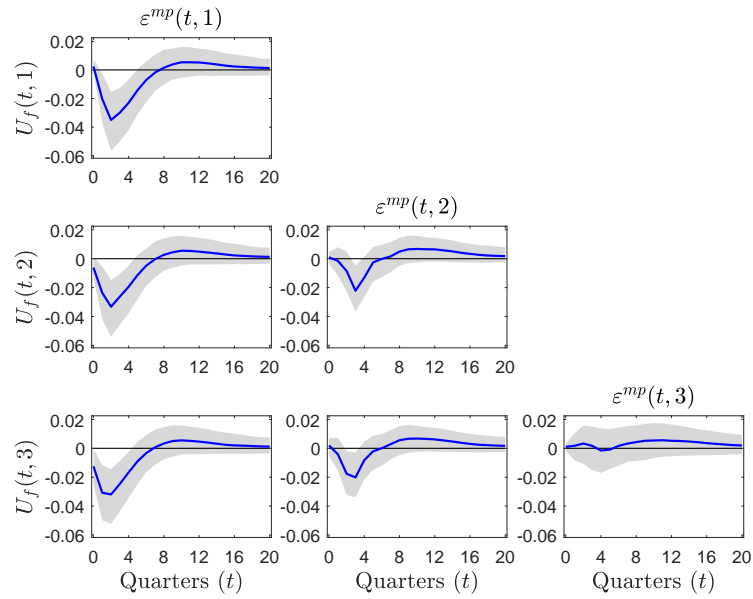 ε^{mp}(t, 1)
U_f(t, 1)
0.02
0
-0.02
-0.04
-0.06
0 4 8 12 16 20
ε^{mp}(t, 2)
U_f(t, 2)
0.02 0.02
0 0
-0.02 -0.02
-0.04 -0.04
-0.06 -0.06
0 4 8 12 16 20 0 4 8 12 16 20
ε^{mp}(t, 3)
U_f(t, 3)
0.02 0.02 0.02
0 0 0
-0.02 -0.02 -0.02
-0.04 -0.04 -0.04
-0.06 -0.06 -0.06
0 4 8 12 16 20 0 4 8 12 16 20 0 4 8 12 16 20
Quarters (t) Quarters (t) Quarters (t)